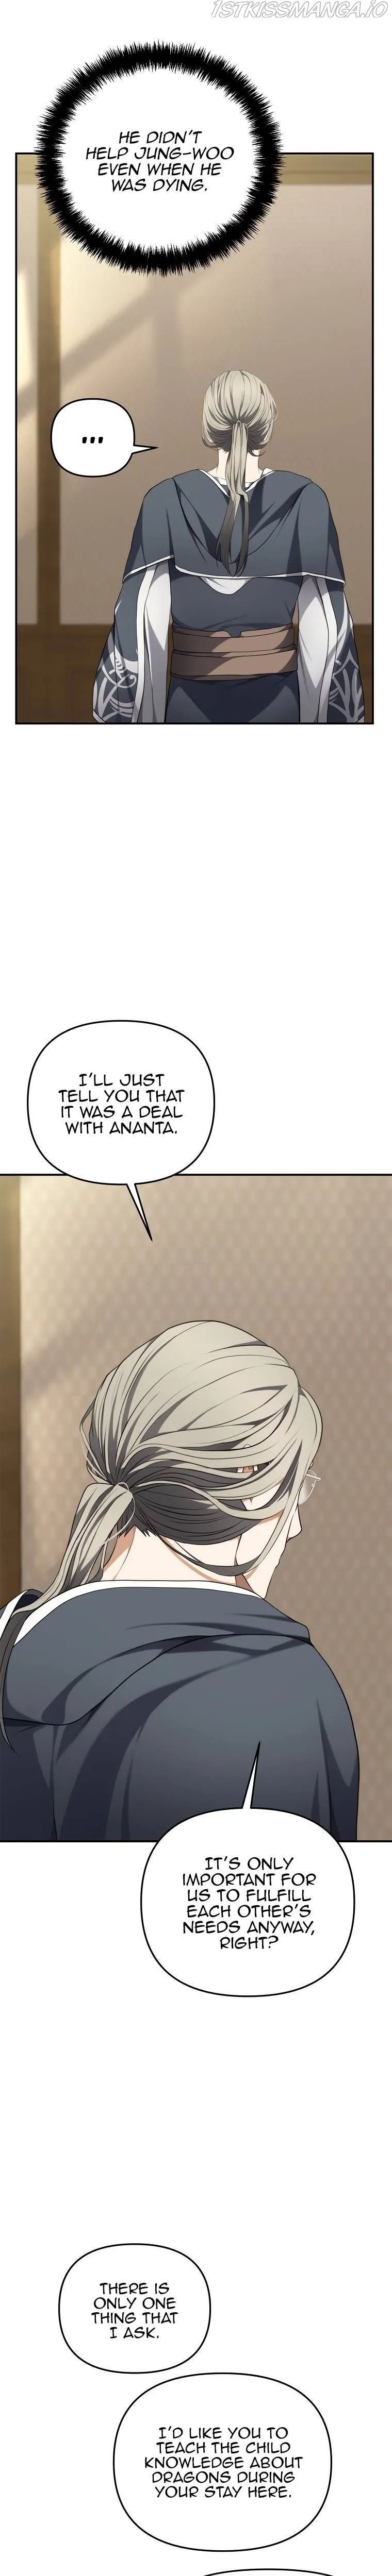 1STKISSMANGA.IO
HE DIDN'T
HELP JUNG-WOO
EVEN WHEN HE
WAS DYING.
...
I'LL JUST
TELL YOU THAT
IT WAS A DEAL
WITH ANANTA.
IT'S ONLY
IMPORTANT FOR
US TO FULFILL
EACH OTHER'S
NEEDS ANYWAY,
RIGHT?
THERE IS
ONLY ONE
THING THAT
I ASK.
I'D LIKE YOU TO
TEACH THE CHILD
KNOWLEDGE ABOUT
DRAGONS DURING
YOUR STAY HERE.